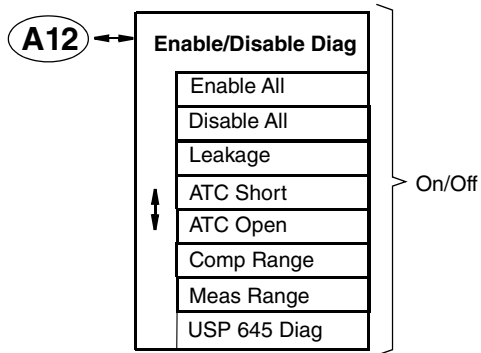 A12
Enable/Disable Diag
Enable All
Disable All
Leakage
ATC Short
ATC Open
Comp Range
Meas Range
USP 645 Diag
On/Off